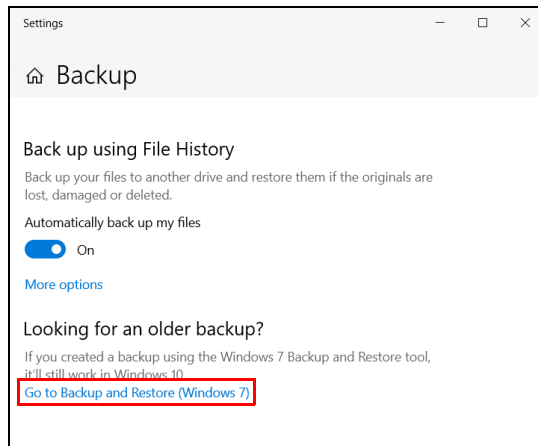 Settings
Backup
Back up using File History
Back up your files to another drive and restore them if the originals are
lost, damaged or deleted.
Automatically back up my files
On
More options
Looking for an older backup?
If you created a backup using the Windows 7 Backup and Restore tool,
it'll still work in Windows 10.
Go to Backup and Restore (Windows 7)